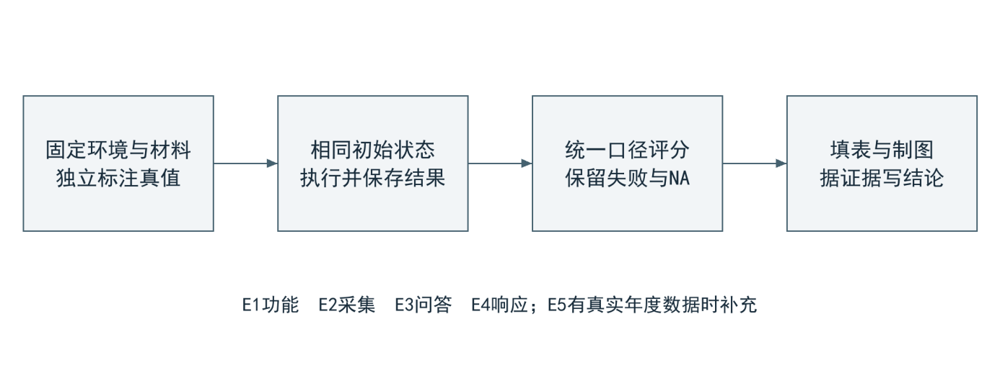 固定环境与材料
独立标注真值
相同初始状态
执行并保存结果
统一口径评分
保留失败与NA
填表与制图
据证据写结论
E1功能 E2采集 E3问答 E4响应；E5有真实年度数据时补充